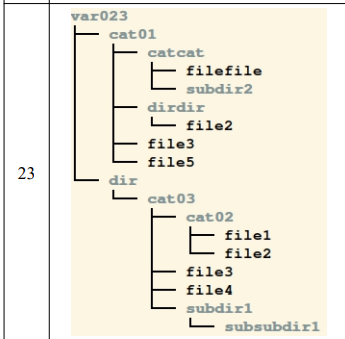 var023
cat01
catcat
filefile
subdir2
dirdir
file2
file3
file5
23
dir
cat03
cat02
file1
file2
file3
file4
subdir1
subsubdir1